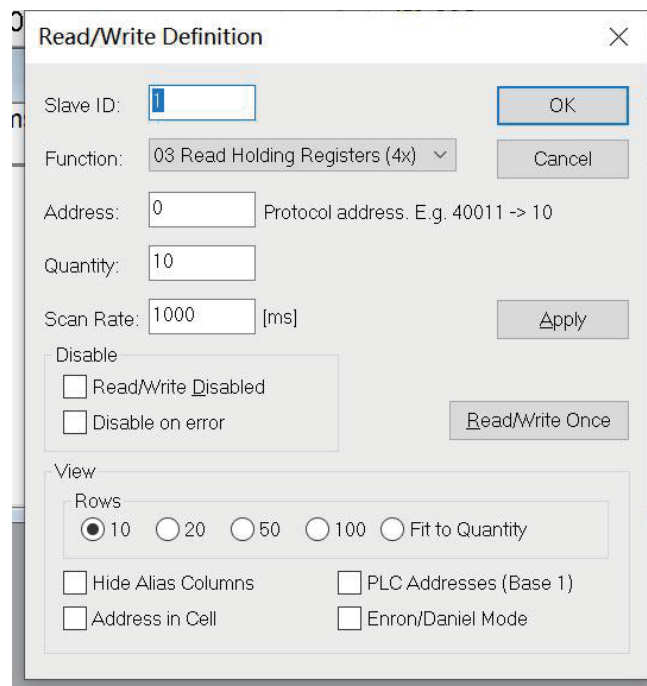 Read/Write Definition
Slave ID: 1
OK
Function: 03 Read Holding Registers (4x)
Cancel
Address: 0 Protocol address. E.g. 40011 -> 10
Quantity: 10
Scan Rate: 1000 [ms]
Apply
Disable
Read/Write Disabled
Disable on error
Read/Write Once
View
Rows
10 20 50 100 Fit to Quantity
Hide Alias Columns PLC Addresses (Base 1)
Address in Cell Enron/Daniel Mode